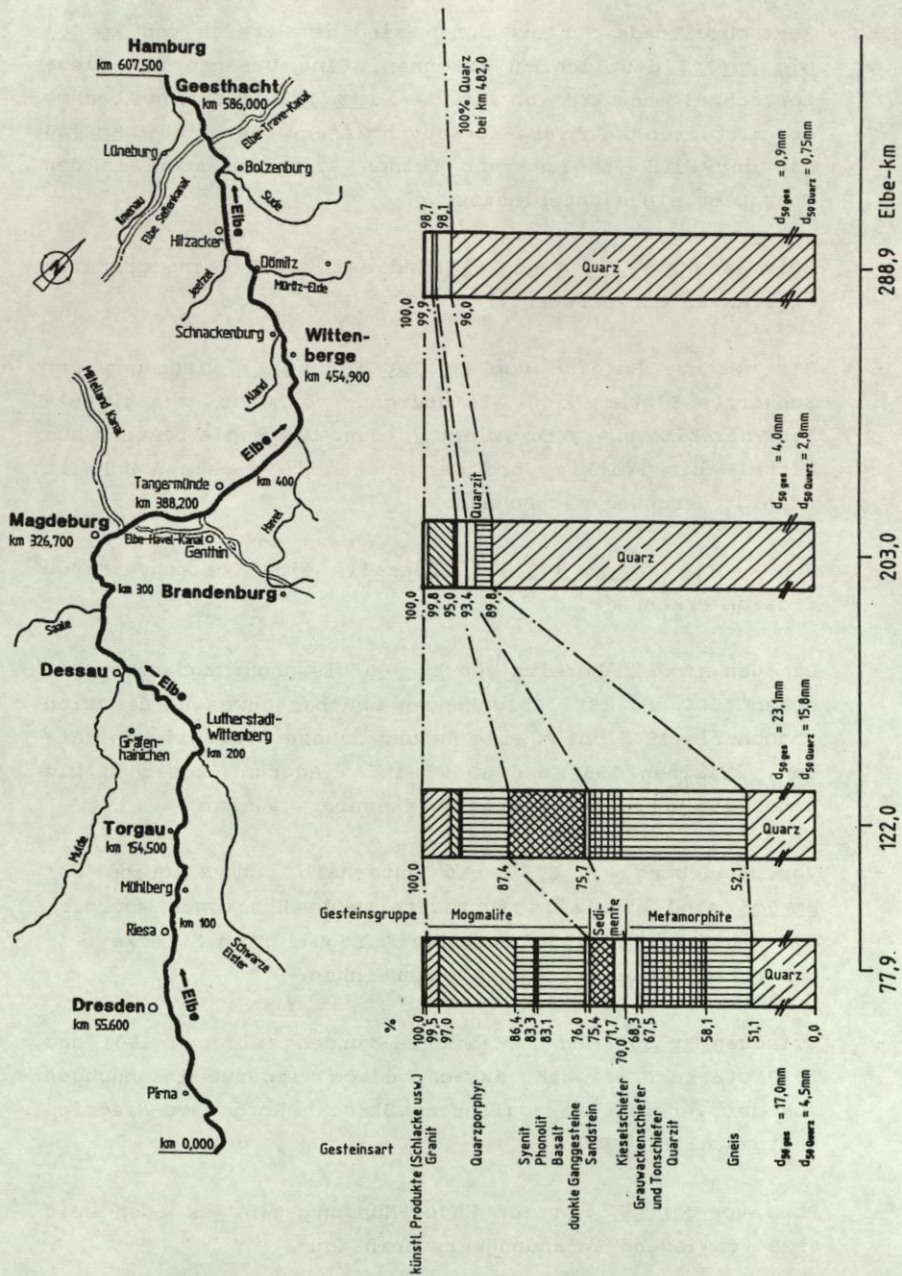 Hamburg
km 607,500
Geesthacht
km 586,000
Elbe-Trave-Kanal
Lüneburg
Ilmenau
Elbe Seitenkanal
Bolzenburg
Sude
Elbe
Hitzacker
N
Jeetzel
Dömitz
Müritz-Elde
Schnackenburg
Witten-
berge
km 454,900
Aland
Elbe
Mittelland Kanal
Tangermünde
km 388,200
km 400
Havel
Magdeburg
km 326,700
Elbe-Havel-Kanal
Genthin
km 300
Brandenburg
Saale
Dessau
Elbe
Gräfen-
hainichen
Lutherstadt-
Wittenberg
km 200
Mulde
Torgau
km 154,500
Mühlberg
Riesa
km 100
Schwarze
Elster
Elbe
Dresden
km 55.600
Pirna
km 0,000
100% Quarz
bei km 482,0
100,0
99,9
98,7
98,1
96,0
Quarz
d50 ges = 0,9mm
d50 Quarz = 0,75mm
288,9
Elbe-km
100,0
99,8
95,0
93,4
89,8
Quarzit
Quarz
d50 ges = 4,0mm
d50 Quarz = 2,8mm
203,0
100,0
87,4
75,7
52,1
Quarz
d50 ges = 23,1mm
d50 Quarz = 15,8mm
122,0
Gesteinsgruppe
Mogmalite
Sedi-
mente
Metamorphite
Quarz
77,9
%
100,0
99,5
97,0
86,4
83,3
83,1
76,0
75,4
71,7
70,0
68,3
67,5
58,1
51,1
0,0
Gesteinsart
künstl. Produkte (Schlacke usw.)
Granit
Quarzporphyr
Syenit
Phonolit
Basalt
dunkle Ganggesteine
Sandstein
Kieselschiefer
Grauwackenschiefer
und Tonschiefer
Quarzit
Gneis
d50 ges = 17,0mm
d50 Quarz = 4,5mm